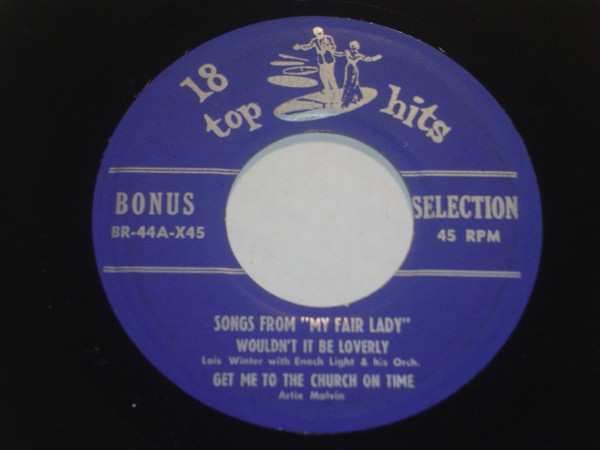 18
top hits
BONUS SELECTION
BR-44A-X45 45 RPM
SONGS FROM "MY FAIR LADY"
WOULDN'T IT BE LOVERLY
Lois Winter with Enoch Light & his Orch.
GET ME TO THE CHURCH ON TIME
Artie Malvin